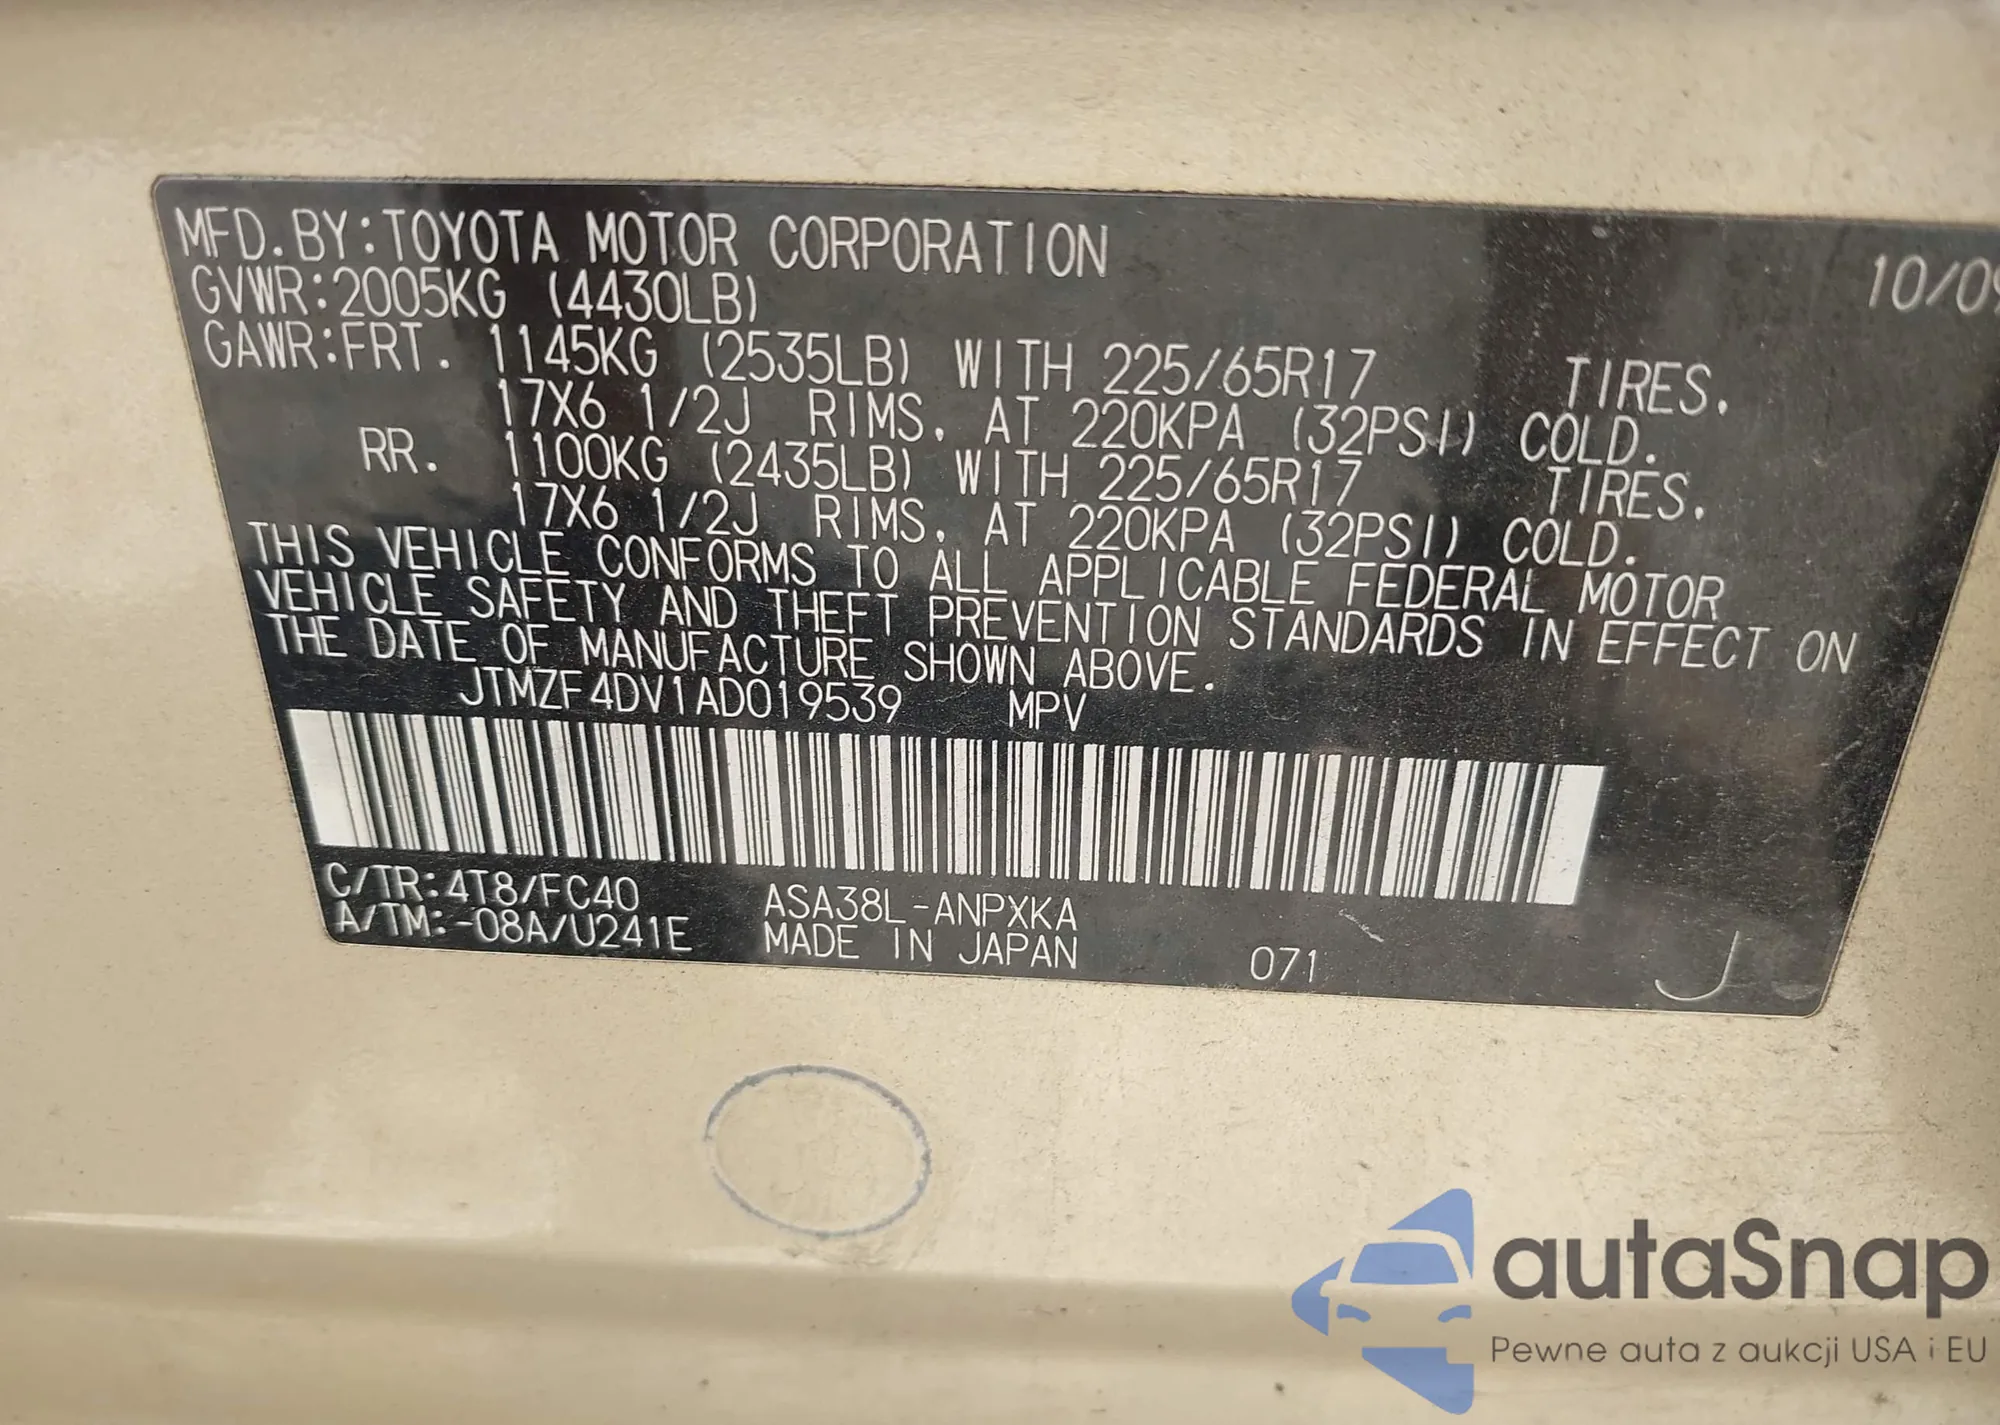 MFD.BY:TOYOTA MOTOR CORPORATION 10/09
GVWR:2005KG (4430LB)
GAWR:FRT. 1145KG (2535LB) WITH 225/65R17 TIRES.
17X6 1/2J RIMS. AT 220KPA (32PSI) COLD.
RR. 1100KG (2435LB) WITH 225/65R17 TIRES.
17X6 1/2J RIMS. AT 220KPA (32PSI) COLD.
THIS VEHICLE CONFORMS TO ALL APPLICABLE FEDERAL MOTOR
VEHICLE SAFETY AND THEFT PREVENTION STANDARDS IN EFFECT ON
THE DATE OF MANUFACTURE SHOWN ABOVE.
JTMZF4DV1AD019539 MPV
C/TR:4T8/FC40 ASA38L-ANPXKA
A/TM:-08A/U241E MADE IN JAPAN 071
autaSnap
Pewne auta z aukcji USA i EU